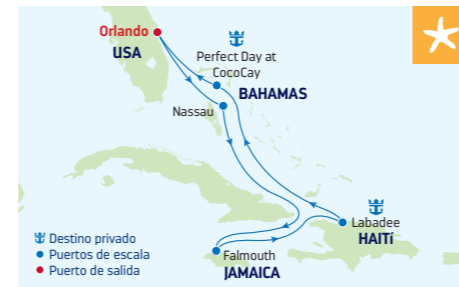 Orlando
USA
Perfect Day at
CocoCay
BAHAMAS
Nassau
Labadee
HAITí
Falmouth
JAMAICA
Destino privado
Puertos de escala
Puerto de salida